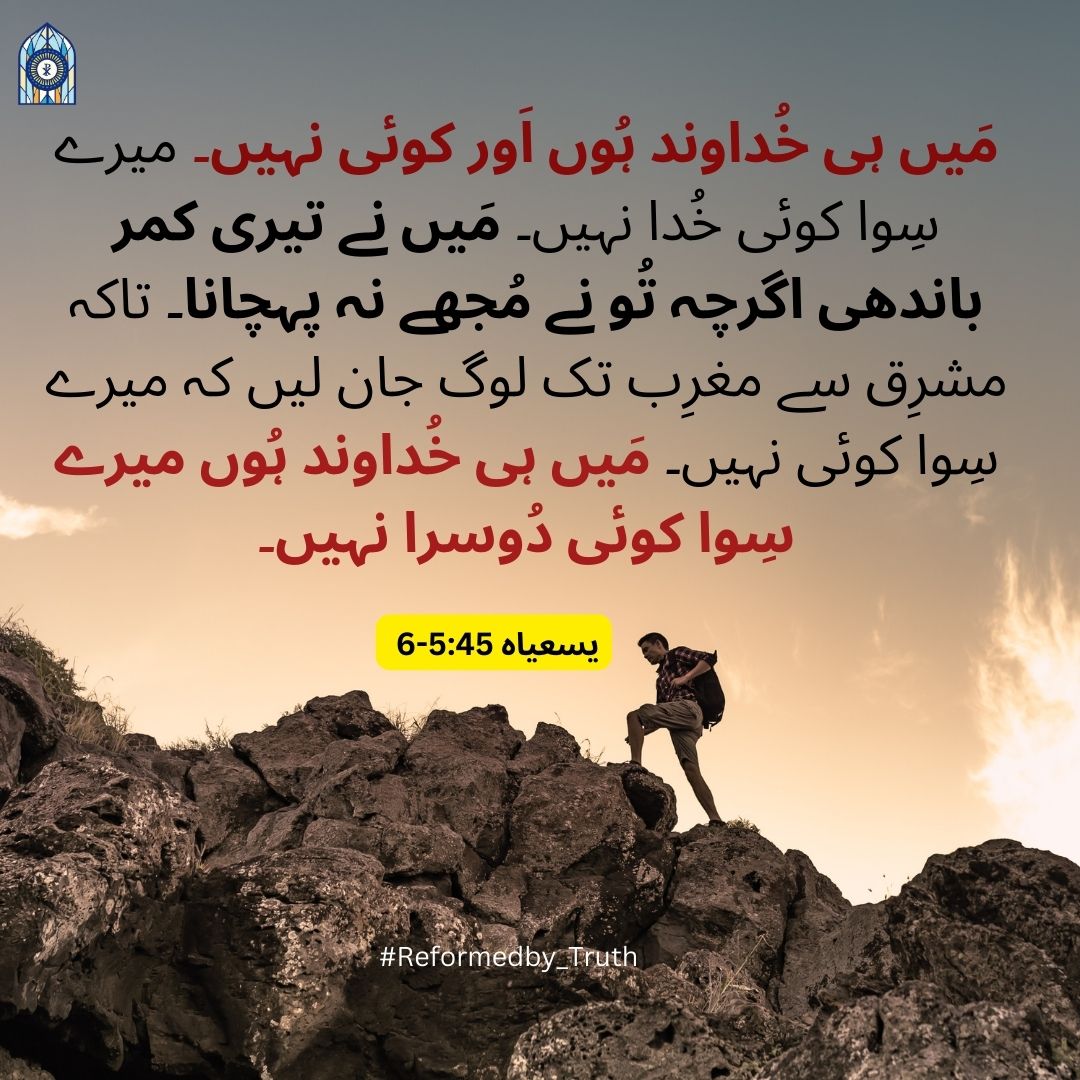 مَیں ہی خُداوند ہُوں اَور کوئی نہیں۔ میرے
سِوا کوئی خُدا نہیں۔ مَیں نے تیری کمر
باندھی اگرچہ تُو نے مُجھے نہ پہچانا۔ تاکہ
مشرِق سے مغرِب تک لوگ جان لیں کہ میرے
سِوا کوئی نہیں۔ مَیں ہی خُداوند ہُوں میرے
سِوا کوئی دُوسرا نہیں۔
یسعیاہ 45:5-6
#Reformedby_Truth